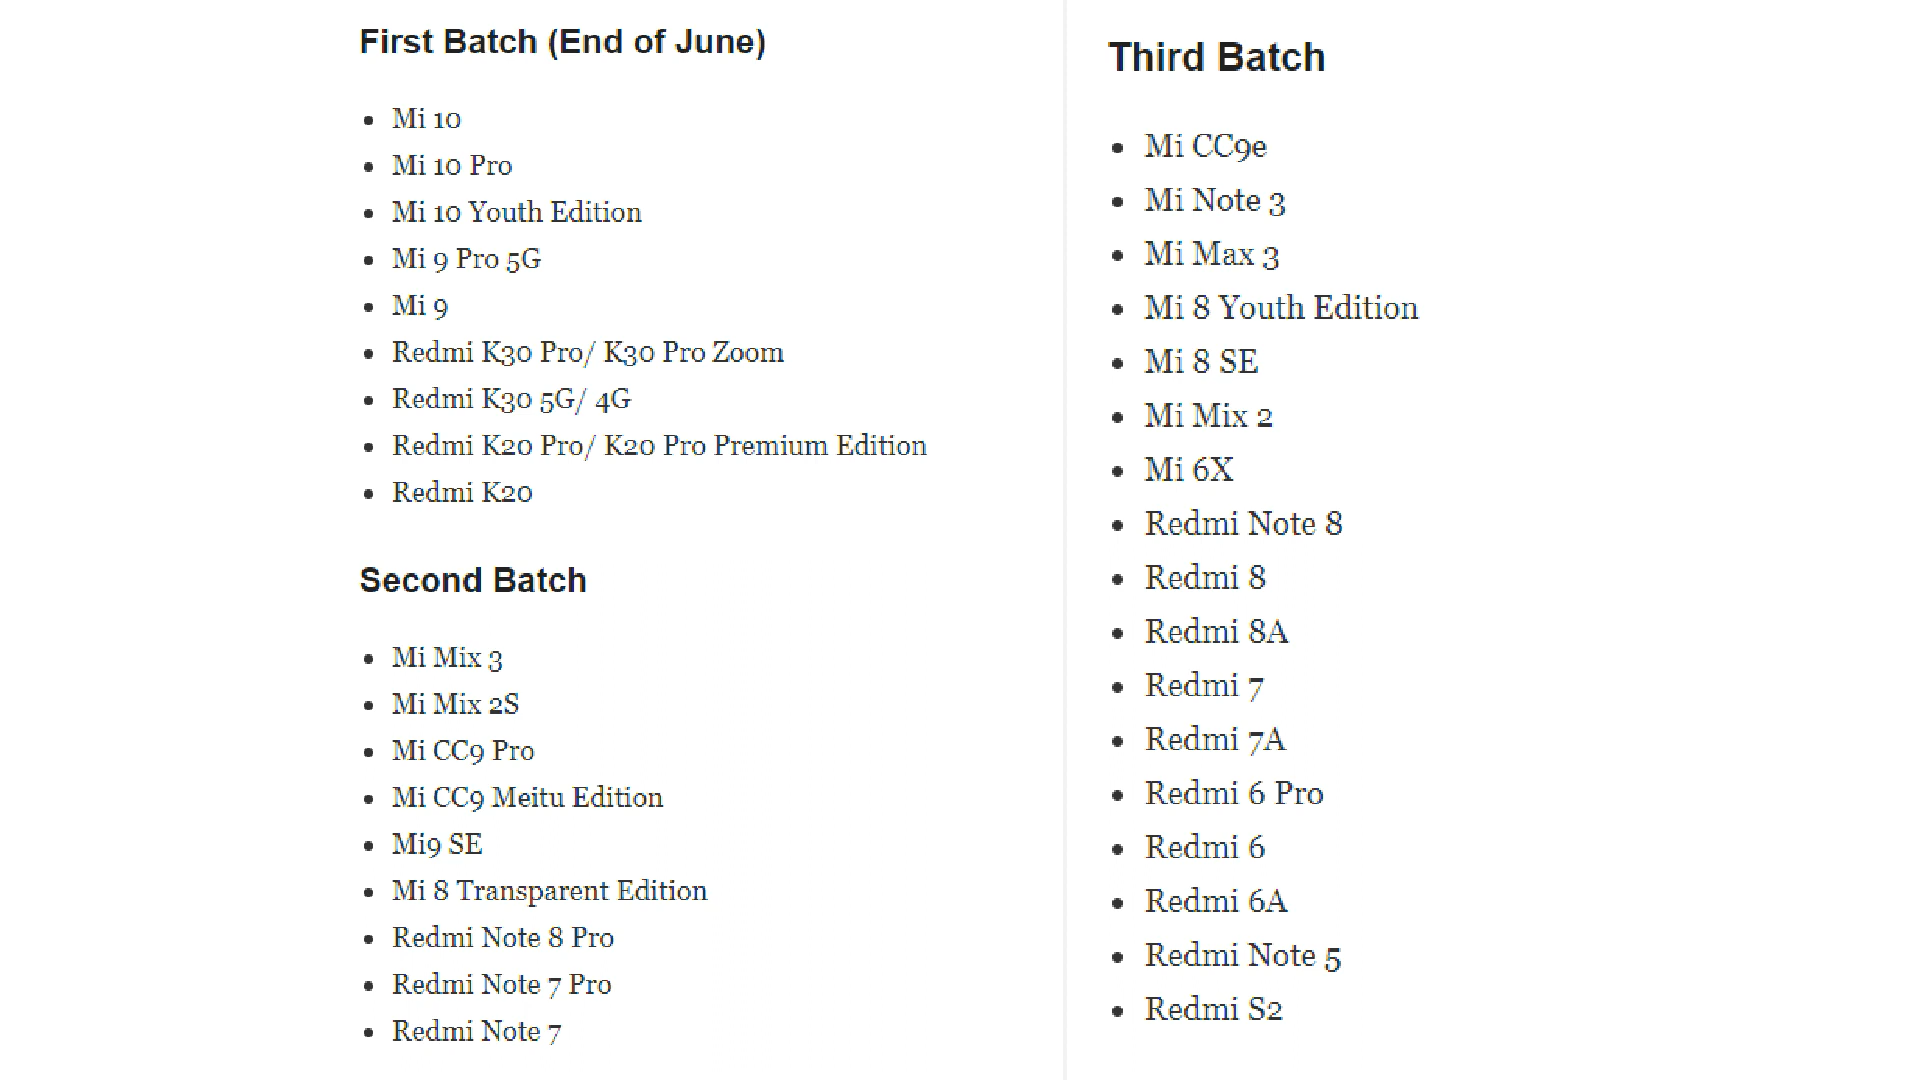 First Batch (End of June)
Mi 10
Mi 10 Pro
Mi 10 Youth Edition
Mi 9 Pro 5G
Mi 9
Redmi K30 Pro/ K30 Pro Zoom
Redmi K30 5G/ 4G
Redmi K20 Pro/ K20 Pro Premium Edition
Redmi K20
Second Batch
Mi Mix 3
Mi Mix 2S
Mi CC9 Pro
Mi CC9 Meitu Edition
Mi9 SE
Mi 8 Transparent Edition
Redmi Note 8 Pro
Redmi Note 7 Pro
Redmi Note 7
Third Batch
Mi CC9e
Mi Note 3
Mi Max 3
Mi 8 Youth Edition
Mi 8 SE
Mi Mix 2
Mi 6X
Redmi Note 8
Redmi 8
Redmi 8A
Redmi 7
Redmi 7A
Redmi 6 Pro
Redmi 6
Redmi 6A
Redmi Note 5
Redmi S2